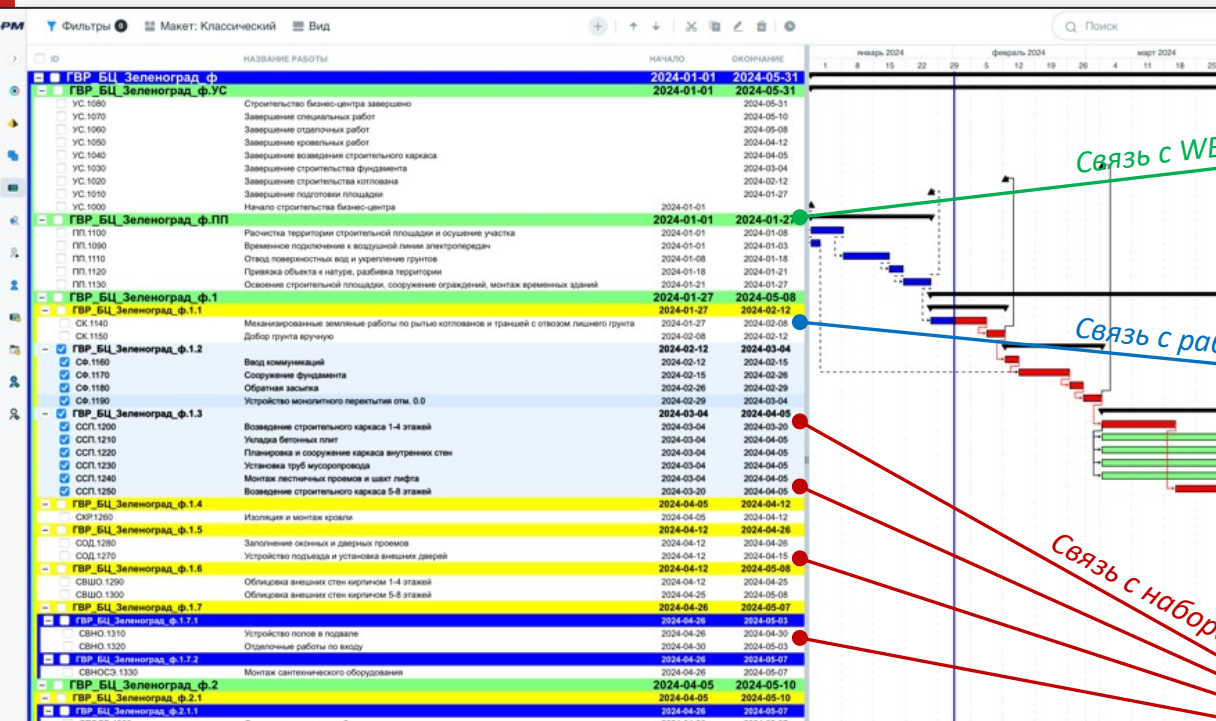 PM Фильтры 0 Макет: Классический Вид Поиск
ID НАЗВАНИЕ РАБОТЫ НАЧАЛО ОКОНЧАНИЕ январь 2024 февраль 2024 март 2024
1 8 15 22 29 5 12 19 26 4 11 18 25
ГВР_БЦ_Зеленоград_ф 2024-01-01 2024-05-31
ГВР_БЦ_Зеленоград_ф.УС 2024-01-01 2024-05-31
УС.1080 Строительство бизнес-центра завершено 2024-05-31
УС.1070 Завершение специальных работ 2024-05-10
УС.1060 Завершение отделочных работ 2024-05-08
УС.1050 Завершение кровельных работ 2024-04-12
УС.1040 Завершение возведения строительного каркаса 2024-04-05
УС.1030 Завершение строительства фундамента 2024-03-04
УС.1020 Завершение строительства котлована 2024-02-12
УС.1010 Завершение подготовки площадки 2024-01-27
УС.1000 Начало строительства бизнес-центра 2024-01-01
ГВР_БЦ_Зеленоград_ф.ПП 2024-01-01 2024-01-27
ПП.1100 Расчистка территории строительной площадки и осушение участка 2024-01-01 2024-01-08
ПП.1090 Временное подключение к воздушной линии электропередач 2024-01-01 2024-01-03
ПП.1110 Отвод поверхностных вод и укрепление грунтов 2024-01-08 2024-01-18
ПП.1120 Привязка объекта к натуре, разбивка территории 2024-01-18 2024-01-21
ПП.1130 Освоение строительной площадки, сооружение ограждений, монтаж временных зданий 2024-01-21 2024-01-27
ГВР_БЦ_Зеленоград_ф.1 2024-01-27 2024-05-08
ГВР_БЦ_Зеленоград_ф.1.1 2024-01-27 2024-02-12
СК.1140 Механизированные земляные работы по рытью котлованов и траншей с отвозом лишнего грунта 2024-01-27 2024-02-08
СК.1150 Добор грунта вручную 2024-02-08 2024-02-12
ГВР_БЦ_Зеленоград_ф.1.2 2024-02-12 2024-03-04
СФ.1160 Ввод коммуникаций 2024-02-12 2024-02-15
СФ.1170 Сооружение фундамента 2024-02-15 2024-02-26
СФ.1180 Обратная засыпка 2024-02-26 2024-02-29
СФ.1190 Устройство монолитного перектытия отм. 0.0 2024-02-29 2024-03-04
ГВР_БЦ_Зеленоград_ф.1.3 2024-03-04 2024-04-05
ССП.1200 Возведение строительного каркаса 1-4 этажей 2024-03-04 2024-03-20
ССП.1210 Укладка бетонных плит 2024-03-04 2024-04-05
ССП.1220 Планировка и сооружение каркаса внутренних стен 2024-03-04 2024-04-05
ССП.1230 Установка труб мусоропровода 2024-03-04 2024-04-05
ССП.1240 Монтаж лестничных проемов и шахт лифта 2024-03-04 2024-04-05
ССП.1250 Возведение строительного каркаса 5-8 этажей 2024-03-20 2024-04-05
ГВР_БЦ_Зеленоград_ф.1.4 2024-04-05 2024-04-12
СКР.1260 Изоляция и монтаж кровли 2024-04-05 2024-04-12
ГВР_БЦ_Зеленоград_ф.1.5 2024-04-12 2024-04-26
СОД.1280 Заполнение оконных и дверных проемов 2024-04-12 2024-04-26
СОД.1270 Устройство подъезда и установка внешних дверей 2024-04-12 2024-04-15
ГВР_БЦ_Зеленоград_ф.1.6 2024-04-12 2024-05-08
СВШО.1290 Облицовка внешних стен кирпичом 1-4 этажей 2024-04-12 2024-04-25
СВШО.1300 Облицовка внешних стен кирпичом 5-8 этажей 2024-04-25 2024-05-08
ГВР_БЦ_Зеленоград_ф.1.7 2024-04-26 2024-05-07
ГВР_БЦ_Зеленоград_ф.1.7.1 2024-04-26 2024-05-03
СВНО.1310 Устройство полов в подвале 2024-04-26 2024-04-30
СВНО.1320 Отделочные работы по входу 2024-04-30 2024-05-03
ГВР_БЦ_Зеленоград_ф.1.7.2 2024-04-26 2024-05-07
СВНОСЭ.1330 Монтаж сантехнического оборудования 2024-04-26 2024-05-07
ГВР_БЦ_Зеленоград_ф.2 2024-04-05 2024-05-10
ГВР_БЦ_Зеленоград_ф.2.1 2024-04-05 2024-05-10
ГВР_БЦ_Зеленоград_ф.2.1.1 2024-04-26 2024-05-07
Связь с WB
Связь с раб
Связь с набор